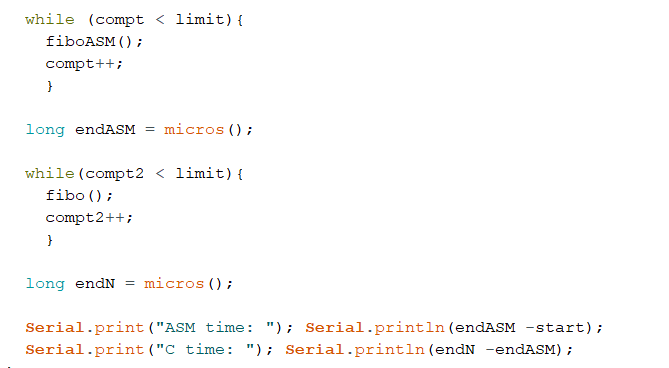 while (compt < limit){
fiboASM();
compt++;
}
long endASM = micros();
while(compt2 < limit){
fibo();
compt2++;
}
long endN = micros();
Serial.print("ASM time: "); Serial.println(endASM -start);
Serial.print("C time: "); Serial.println(endN -endASM);